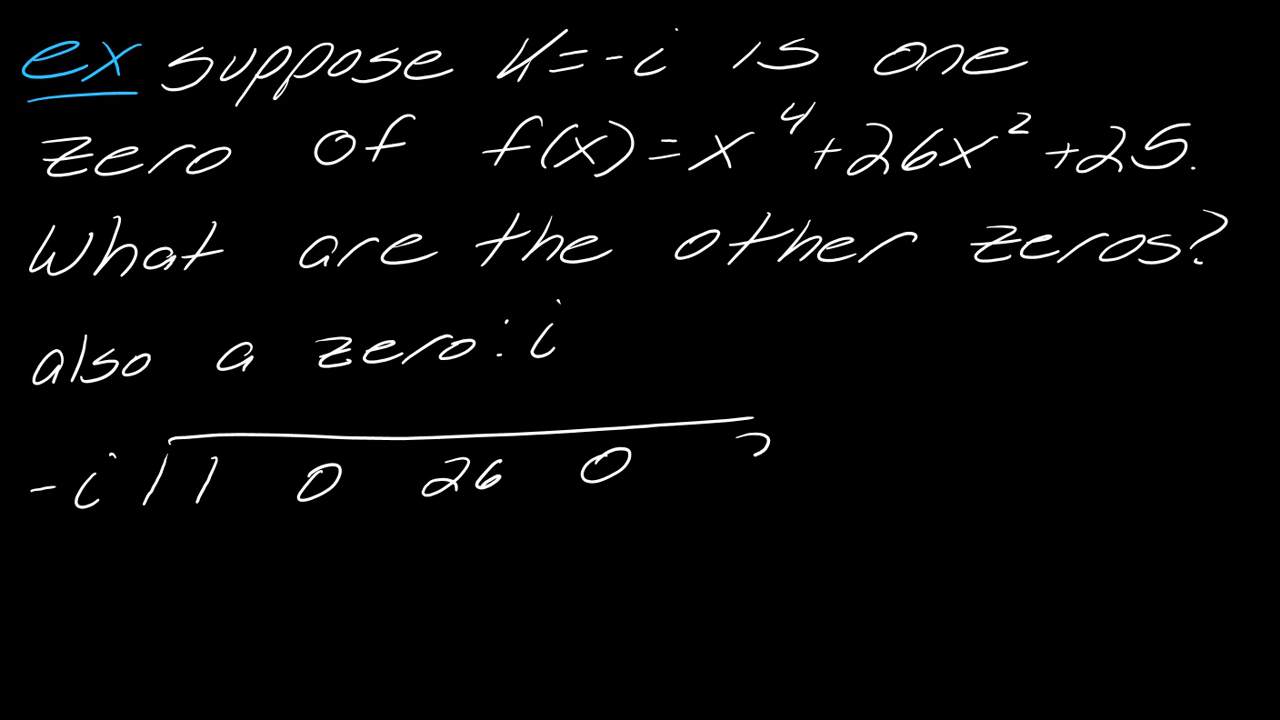 ex suppose k=-i is one
zero of f(x)=x⁴+26x²+25.
What are the other zeros?
also a zero: i
-i | 1 0 26 0